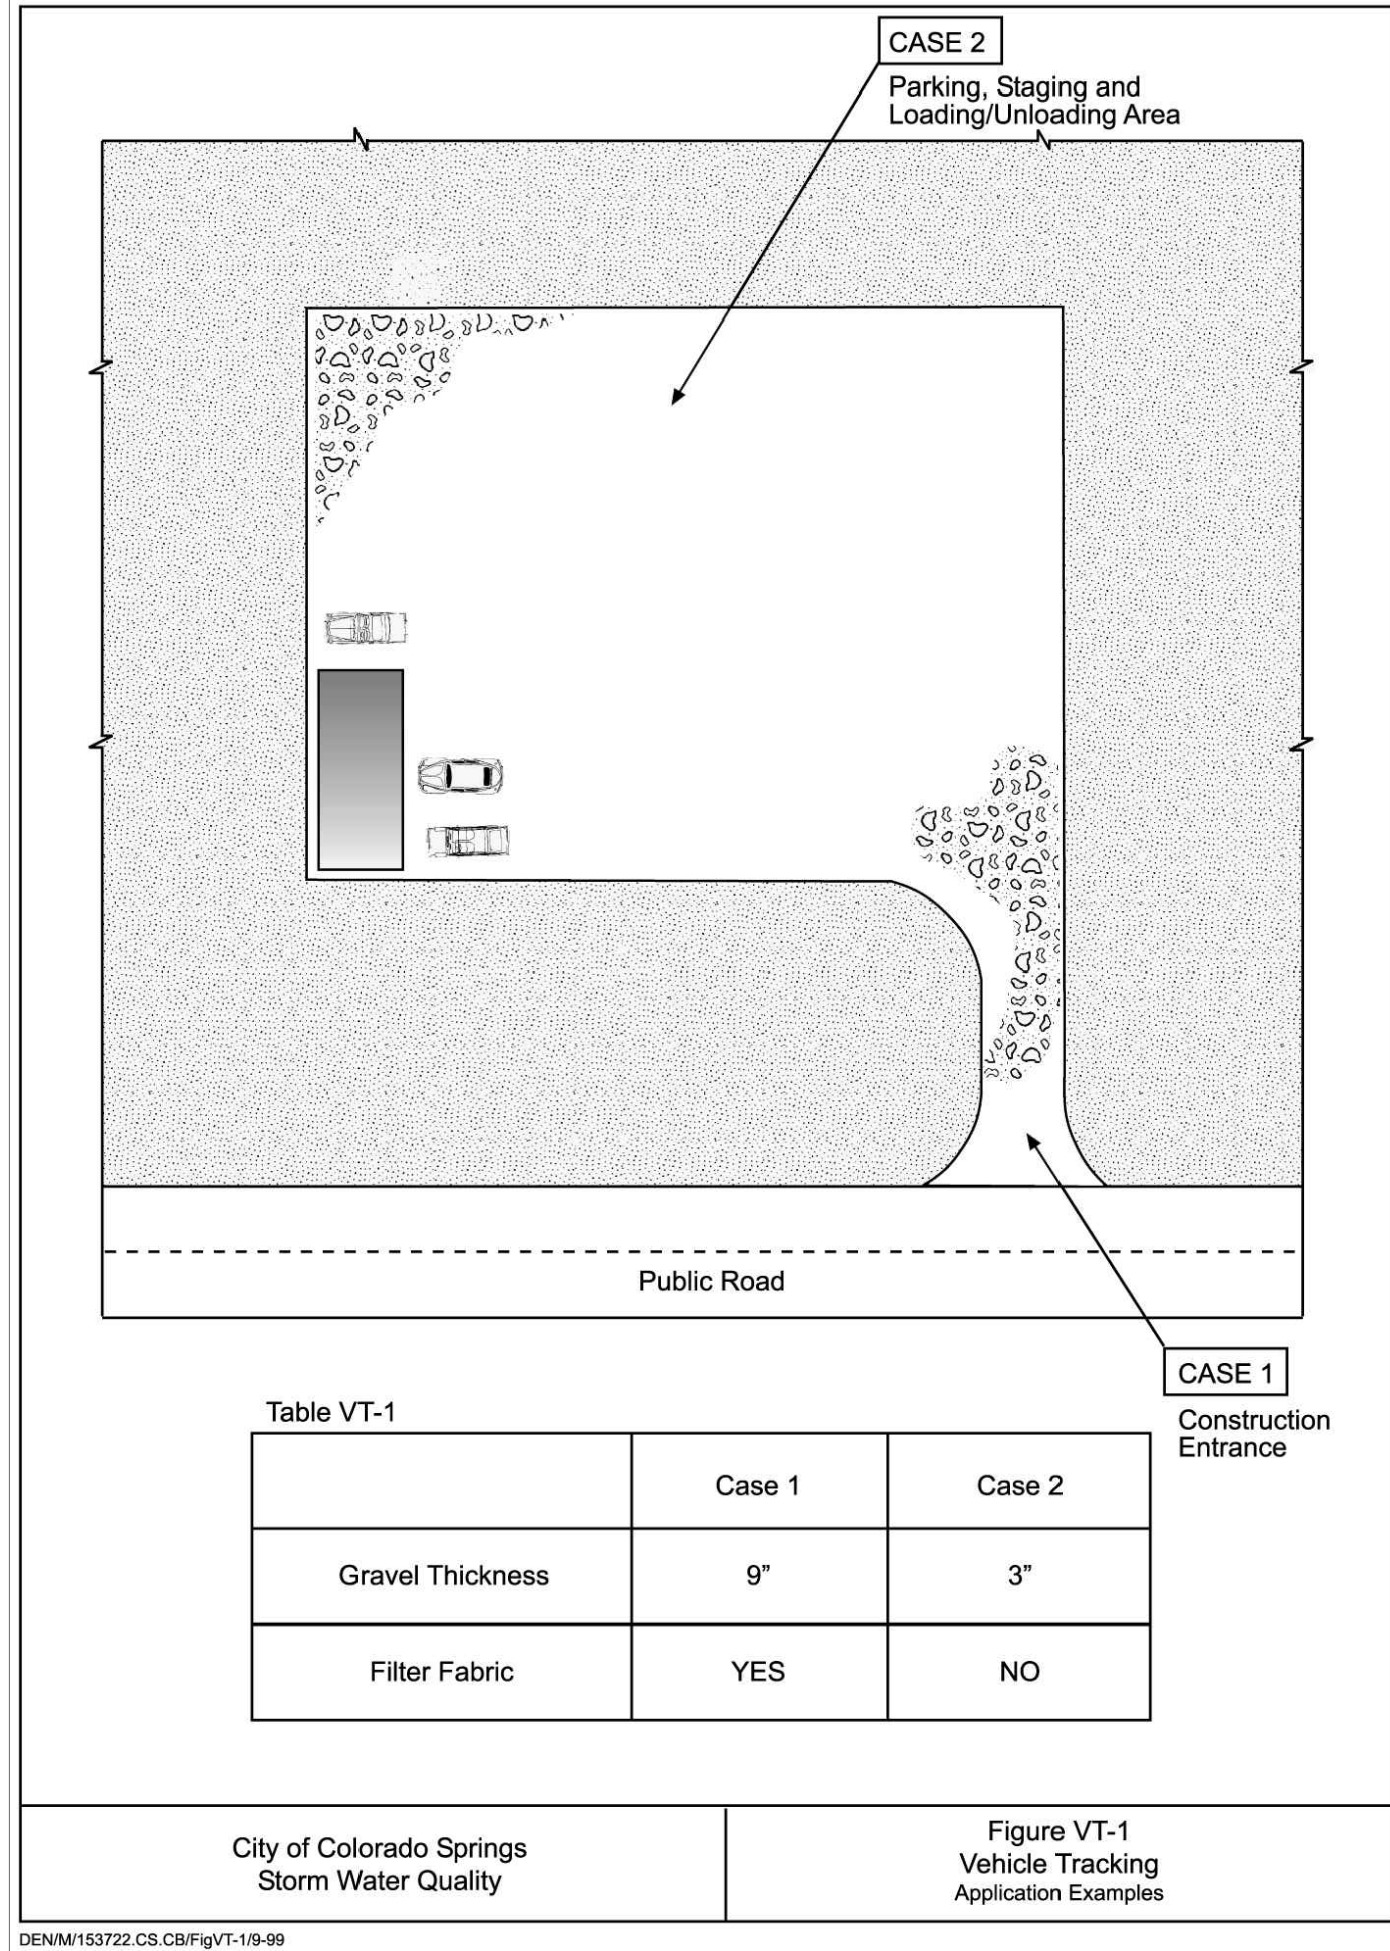 CASE 2
Parking, Staging and
Loading/Unloading Area
Public Road
CASE 1
Construction
Entrance
Table VT-1
Case 1 Case 2
Gravel Thickness 9” 3”
Filter Fabric YES NO
City of Colorado Springs
Storm Water Quality
Figure VT-1
Vehicle Tracking
Application Examples
DEN/M/153722.CS.CB/FigVT-1/9-99